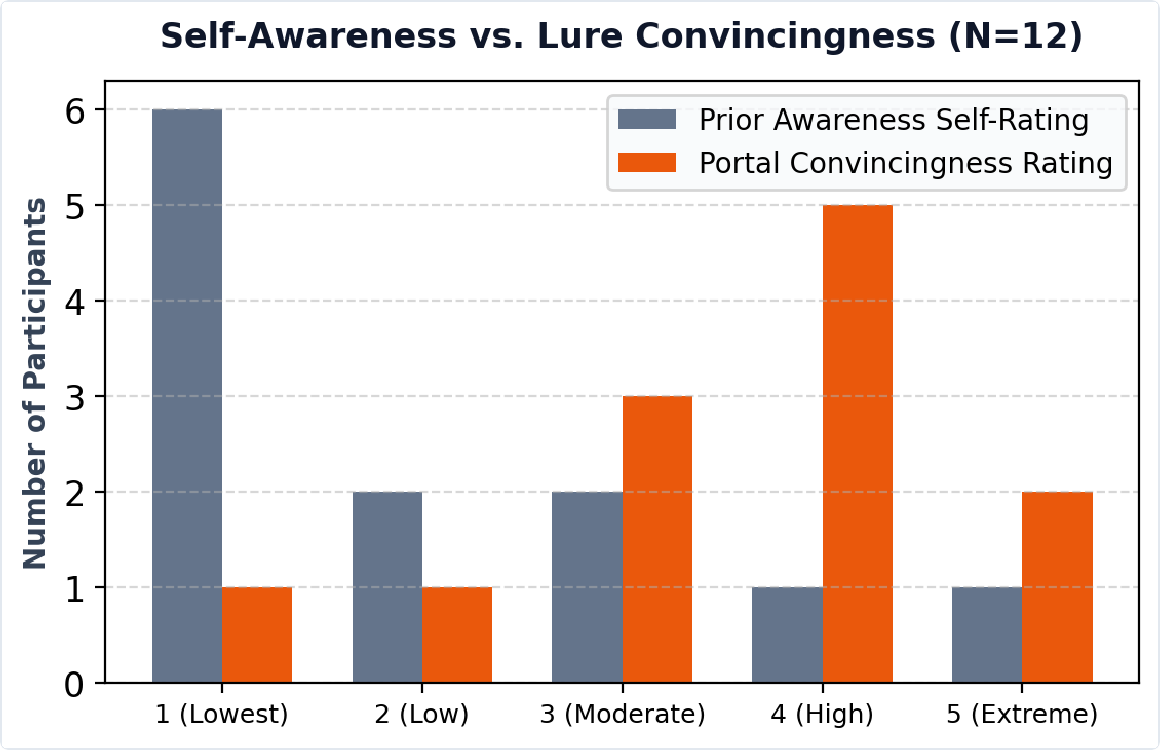 Self-Awareness vs. Lure Convincingness (N=12)
Prior Awareness Self-Rating
Portal Convincingness Rating
Number of Participants
6
5
4
3
2
1
0
1 (Lowest)
2 (Low)
3 (Moderate)
4 (High)
5 (Extreme)